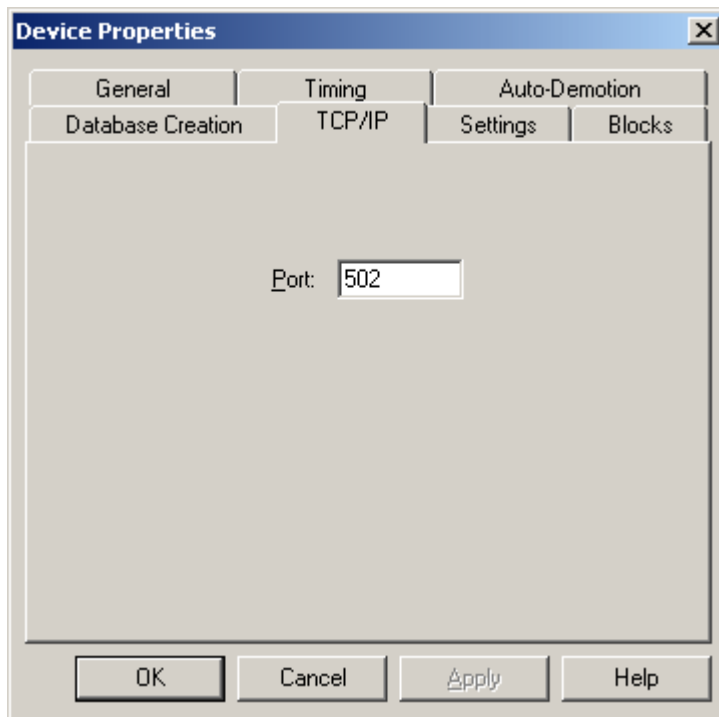 Device Properties
General Timing Auto-Demotion
Database Creation TCP/IP Settings Blocks
Port: 502
OK Cancel Apply Help